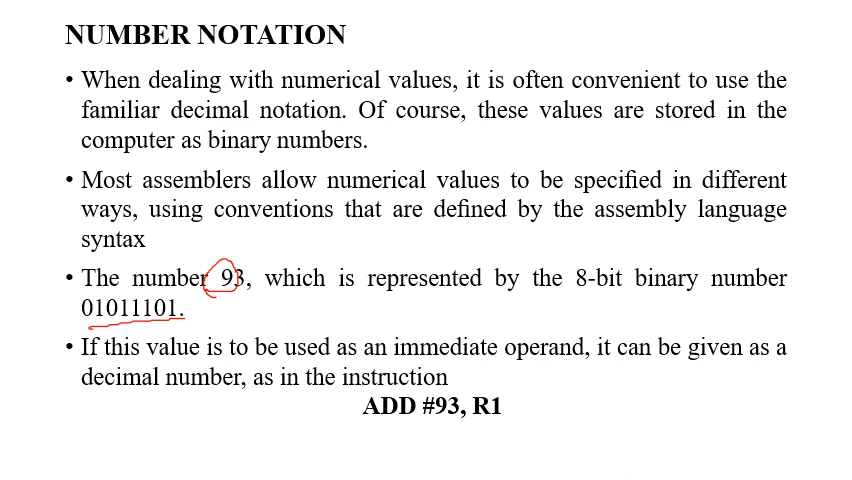 NUMBER NOTATION
• When dealing with numerical values, it is often convenient to use the
familiar decimal notation. Of course, these values are stored in the
computer as binary numbers.
• Most assemblers allow numerical values to be specified in different
ways, using conventions that are defined by the assembly language
syntax
• The number 93, which is represented by the 8-bit binary number
01011101.
• If this value is to be used as an immediate operand, it can be given as a
decimal number, as in the instruction
ADD #93, R1